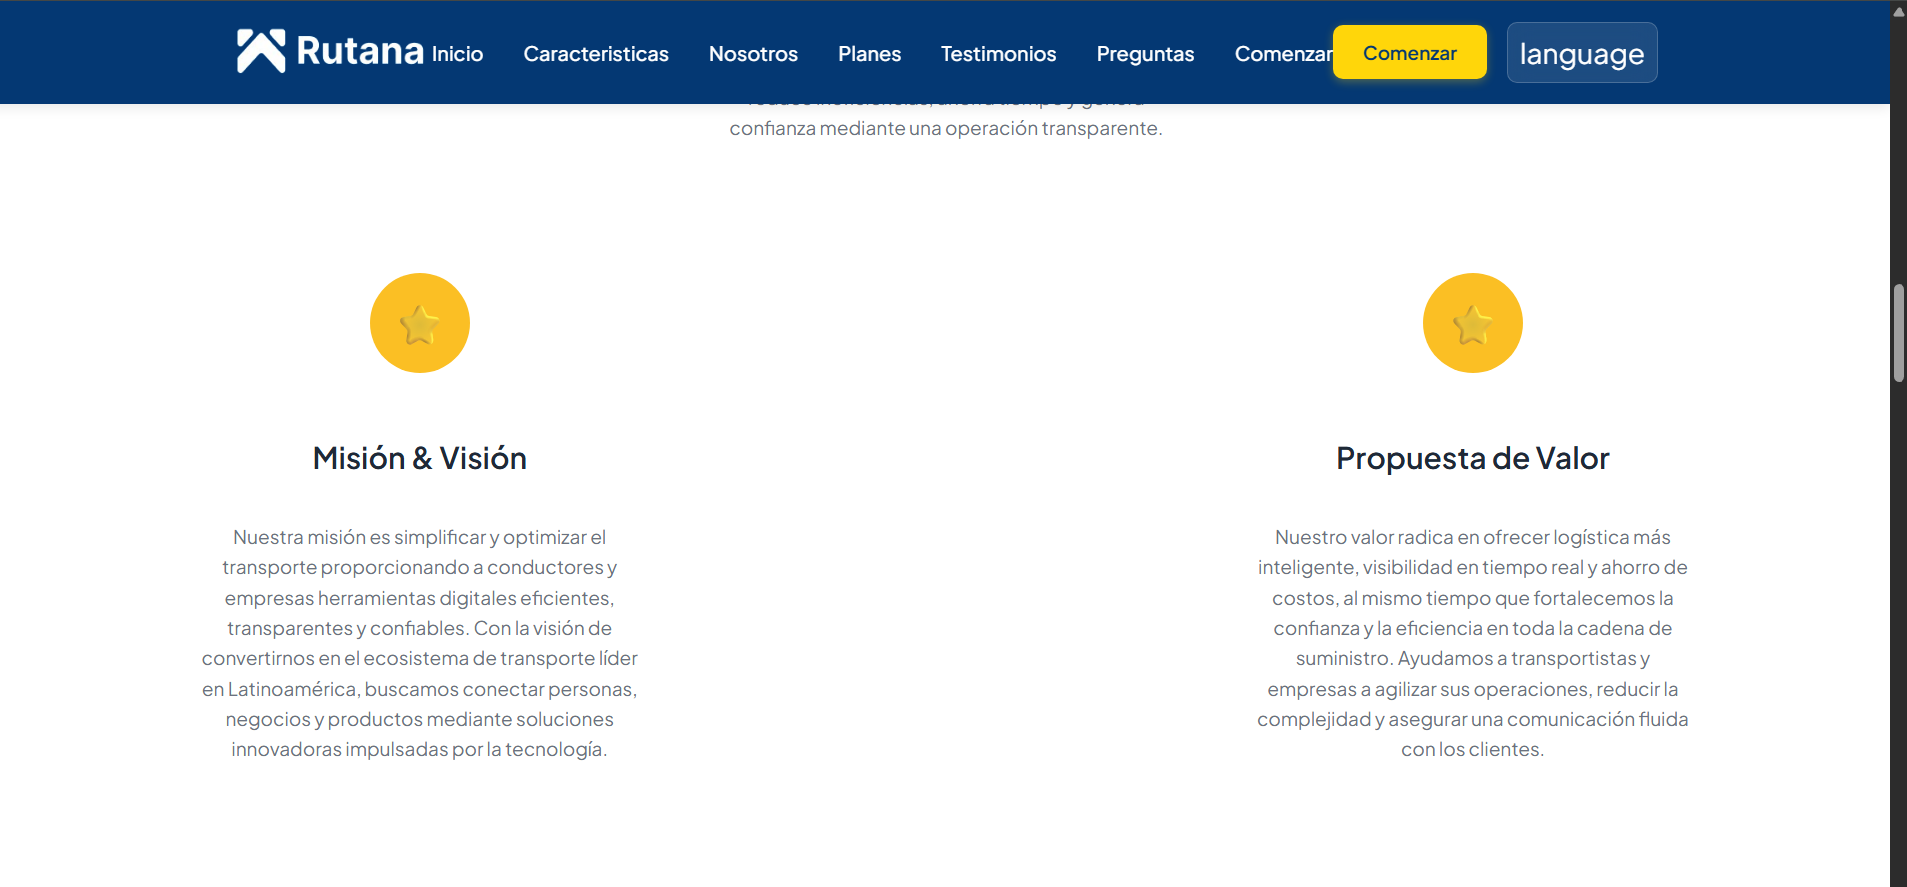 Rutana Inicio Caracteristicas Nosotros Planes Testimonios Preguntas Comenzar Comenzar language
confianza mediante una operación transparente.
Misión & Visión
Nuestra misión es simplificar y optimizar el
transporte proporcionando a conductores y
empresas herramientas digitales eficientes,
transparentes y confiables. Con la visión de
convertirnos en el ecosistema de transporte líder
en Latinoamérica, buscamos conectar personas,
negocios y productos mediante soluciones
innovadoras impulsadas por la tecnología.
Propuesta de Valor
Nuestro valor radica en ofrecer logística más
inteligente, visibilidad en tiempo real y ahorro de
costos, al mismo tiempo que fortalecemos la
confianza y la eficiencia en toda la cadena de
suministro. Ayudamos a transportistas y
empresas a agilizar sus operaciones, reducir la
complejidad y asegurar una comunicación fluida
con los clientes.